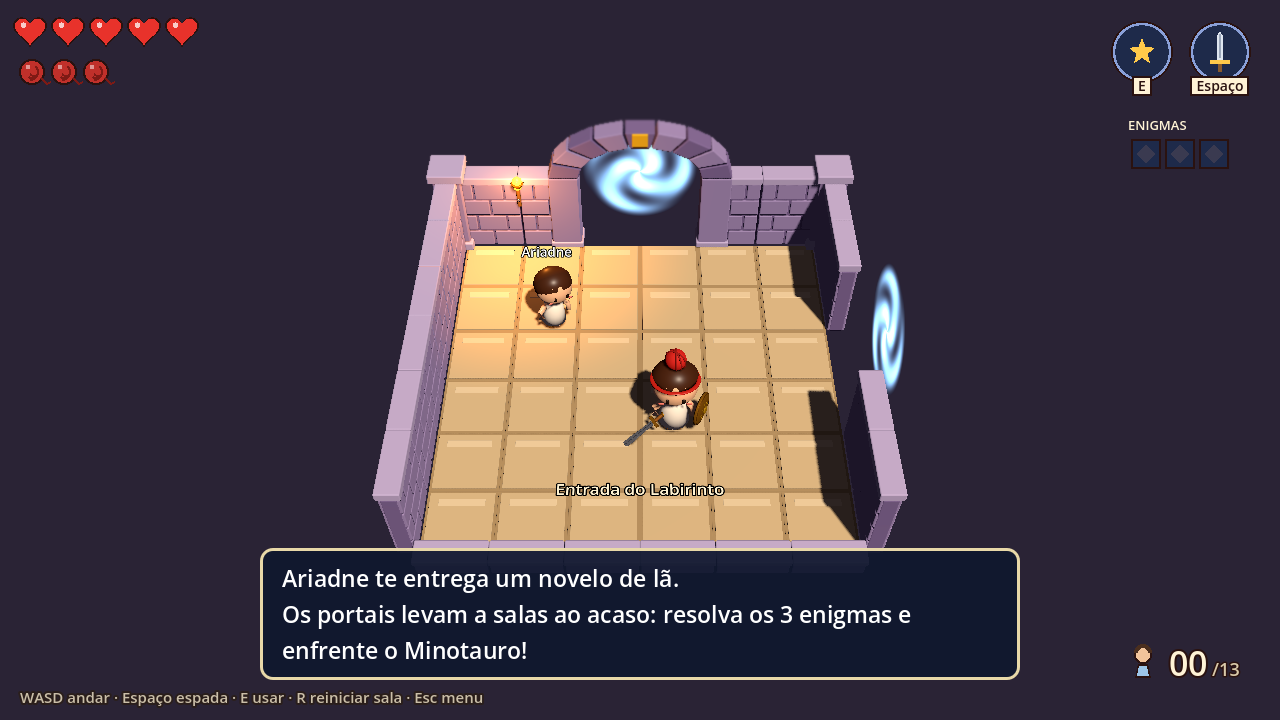 E
Espaço
ENIGMAS
Ariadne
Entrada do Labirinto
Ariadne te entrega um novelo de lã.
Os portais levam a salas ao acaso: resolva os 3 enigmas e
enfrente o Minotauro!
00 /13
WASD andar · Espaço espada · E usar · R reiniciar sala · Esc menu